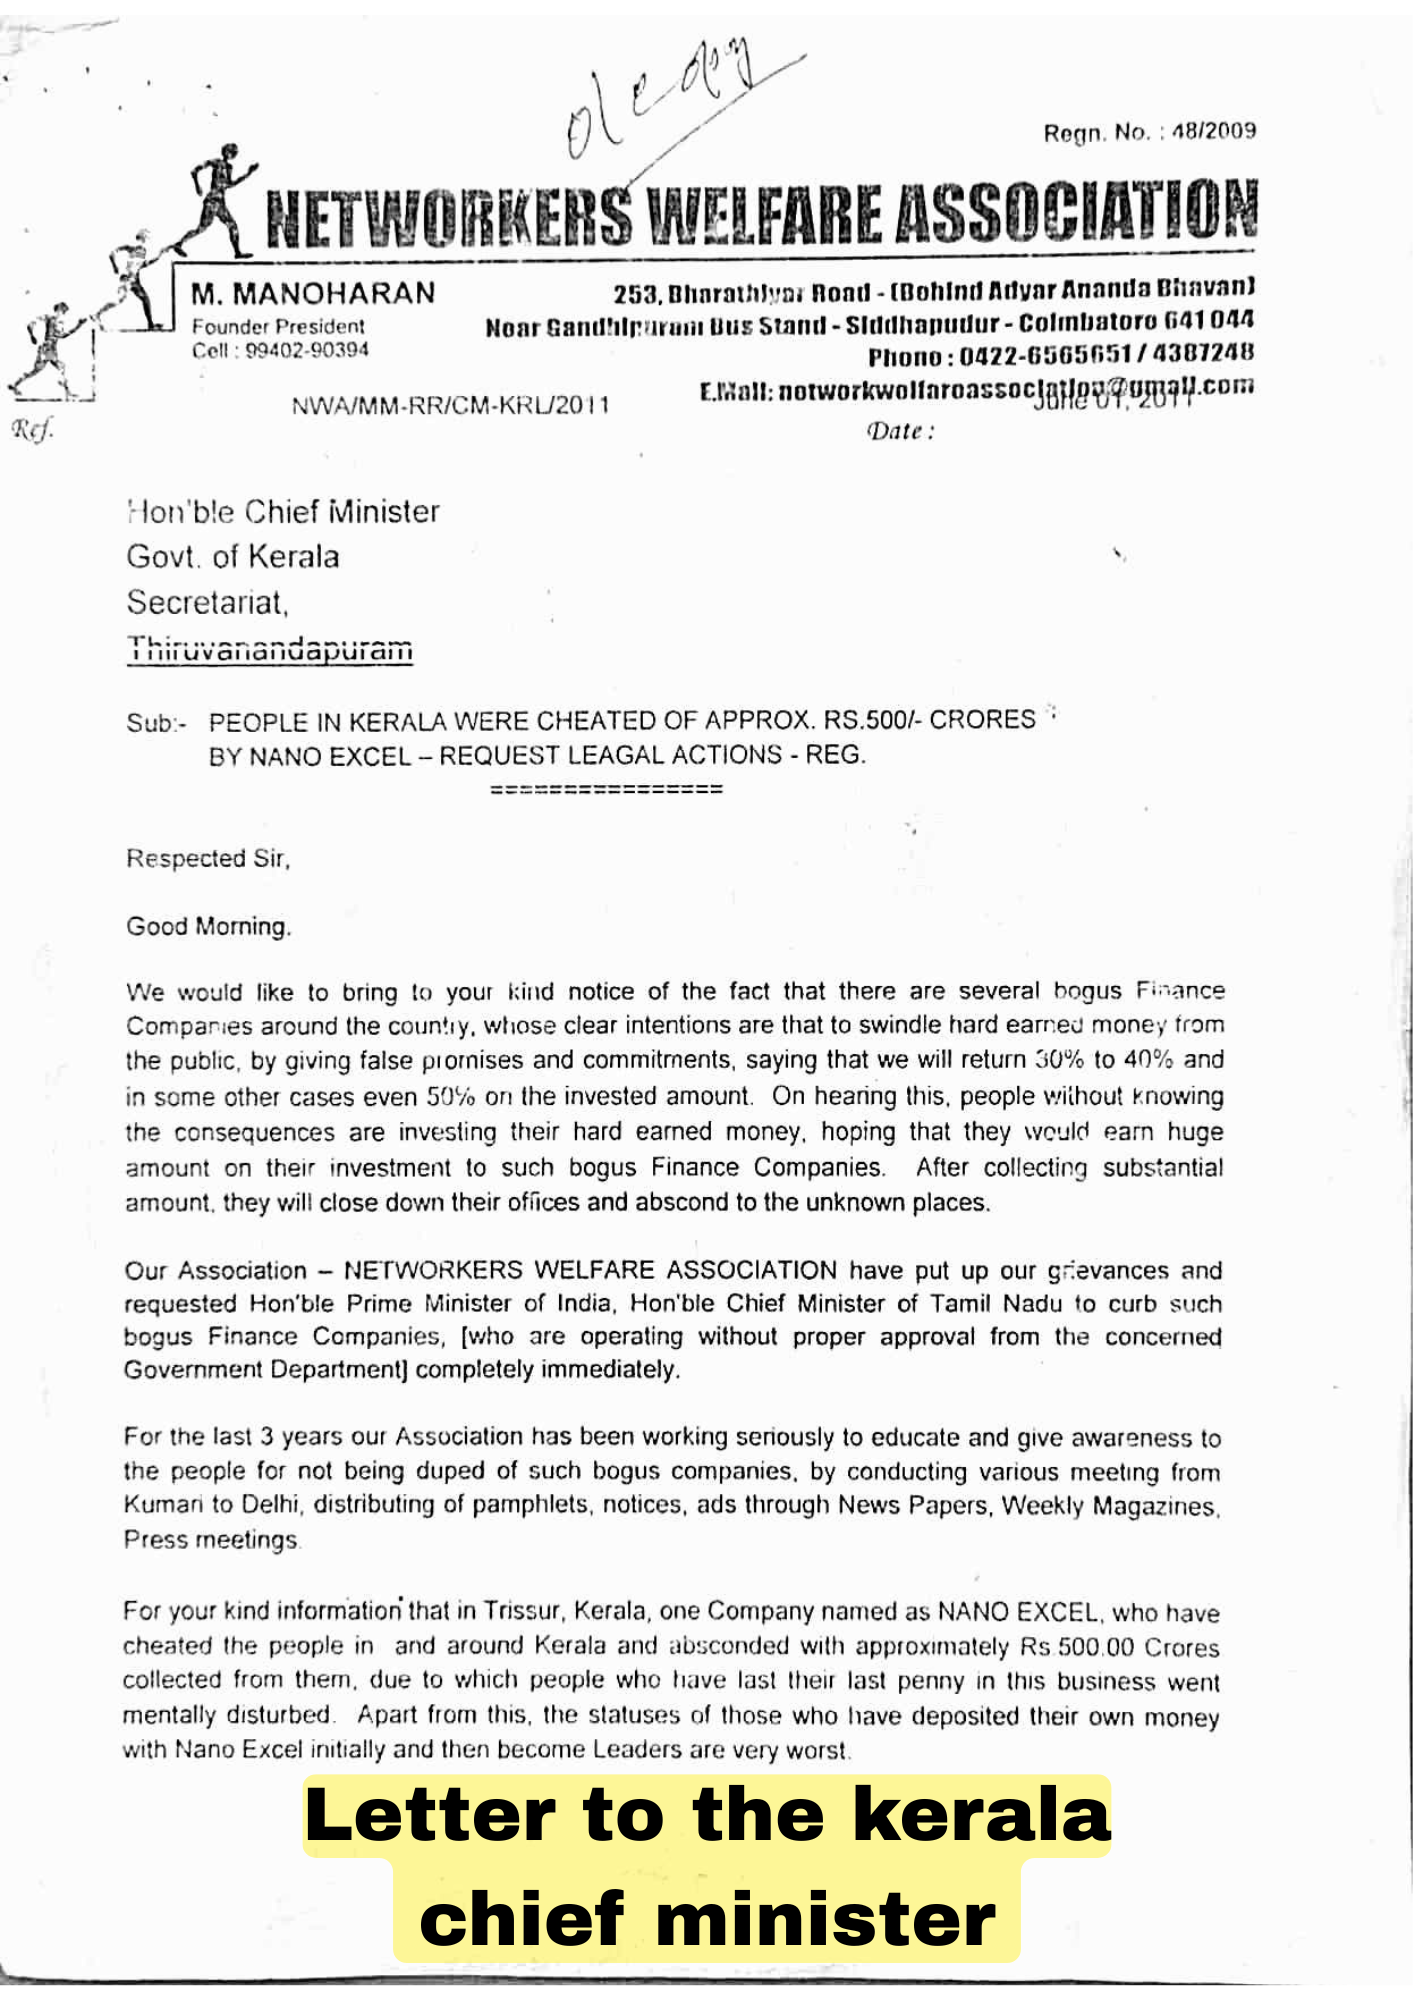 Regn. No. : 48/2009
NETWORKERS WELFARE ASSOCIATION
M. MANOHARAN
Founder President
Cell : 99402-90394
253, Bharathiyar Road - (Behind Adyar Ananda Bhavan)
Near Gandhipuram Bus Stand - Siddhapudur - Coimbatore 641 044
Phone : 0422-6565651 / 4387248
E.Mail: networkwelfareassociation@gmail.com
NWA/MM-RR/CM-KRL/2011
June 01, 2011
Ref.
Date :
Hon'ble Chief Minister
Govt. of Kerala
Secretariat,
Thiruvanandapuram
Sub:- PEOPLE IN KERALA WERE CHEATED OF APPROX. RS.500/- CRORES
BY NANO EXCEL – REQUEST LEAGAL ACTIONS - REG.
================
Respected Sir,
Good Morning.
We would like to bring to your kind notice of the fact that there are several bogus Finance
Companies around the country, whose clear intentions are that to swindle hard earned money from
the public, by giving false promises and commitments, saying that we will return 30% to 40% and
in some other cases even 50% on the invested amount. On hearing this, people without knowing
the consequences are investing their hard earned money, hoping that they would earn huge
amount on their investment to such bogus Finance Companies. After collecting substantial
amount, they will close down their offices and abscond to the unknown places.
Our Association – NETWORKERS WELFARE ASSOCIATION have put up our grievances and
requested Hon'ble Prime Minister of India, Hon'ble Chief Minister of Tamil Nadu to curb such
bogus Finance Companies, [who are operating without proper approval from the concerned
Government Department] completely immediately.
For the last 3 years our Association has been working seriously to educate and give awareness to
the people for not being duped of such bogus companies, by conducting various meeting from
Kumari to Delhi, distributing of pamphlets, notices, ads through News Papers, Weekly Magazines,
Press meetings.
For your kind information that in Trissur, Kerala, one Company named as NANO EXCEL, who have
cheated the people in and around Kerala and absconded with approximately Rs.500.00 Crores
collected from them, due to which people who have last their last penny in this business went
mentally disturbed. Apart from this, the statuses of those who have deposited their own money
with Nano Excel initially and then become Leaders are very worst.
Letter to the kerala
chief minister